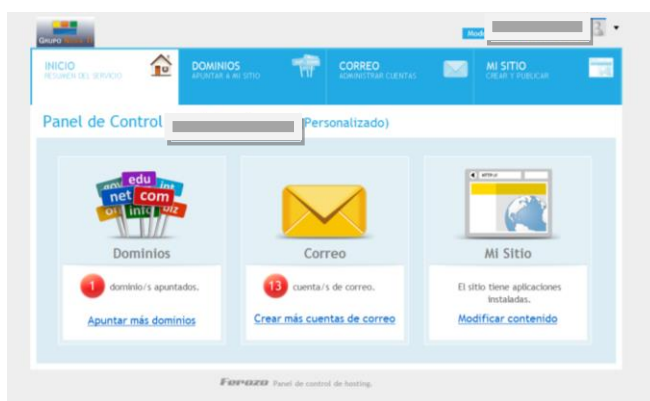 GRUPO
INICIO
RESUMEN DEL SERVICIO
DOMINIOS
APUNTAR A MI SITIO
CORREO
ADMINISTRAR CUENTAS
MI SITIO
CREAR Y PUBLICAR
Panel de Control
Personalizado)
edu
net com
info biz
Dominios
Correo
Mi Sitio
1 dominio/s apuntados.
13 cuenta/s de correo.
El sitio tiene aplicaciones
instaladas.
Apuntar más dominios
Crear más cuentas de correo
Modificar contenido
Ferozo Panel de control de hosting.